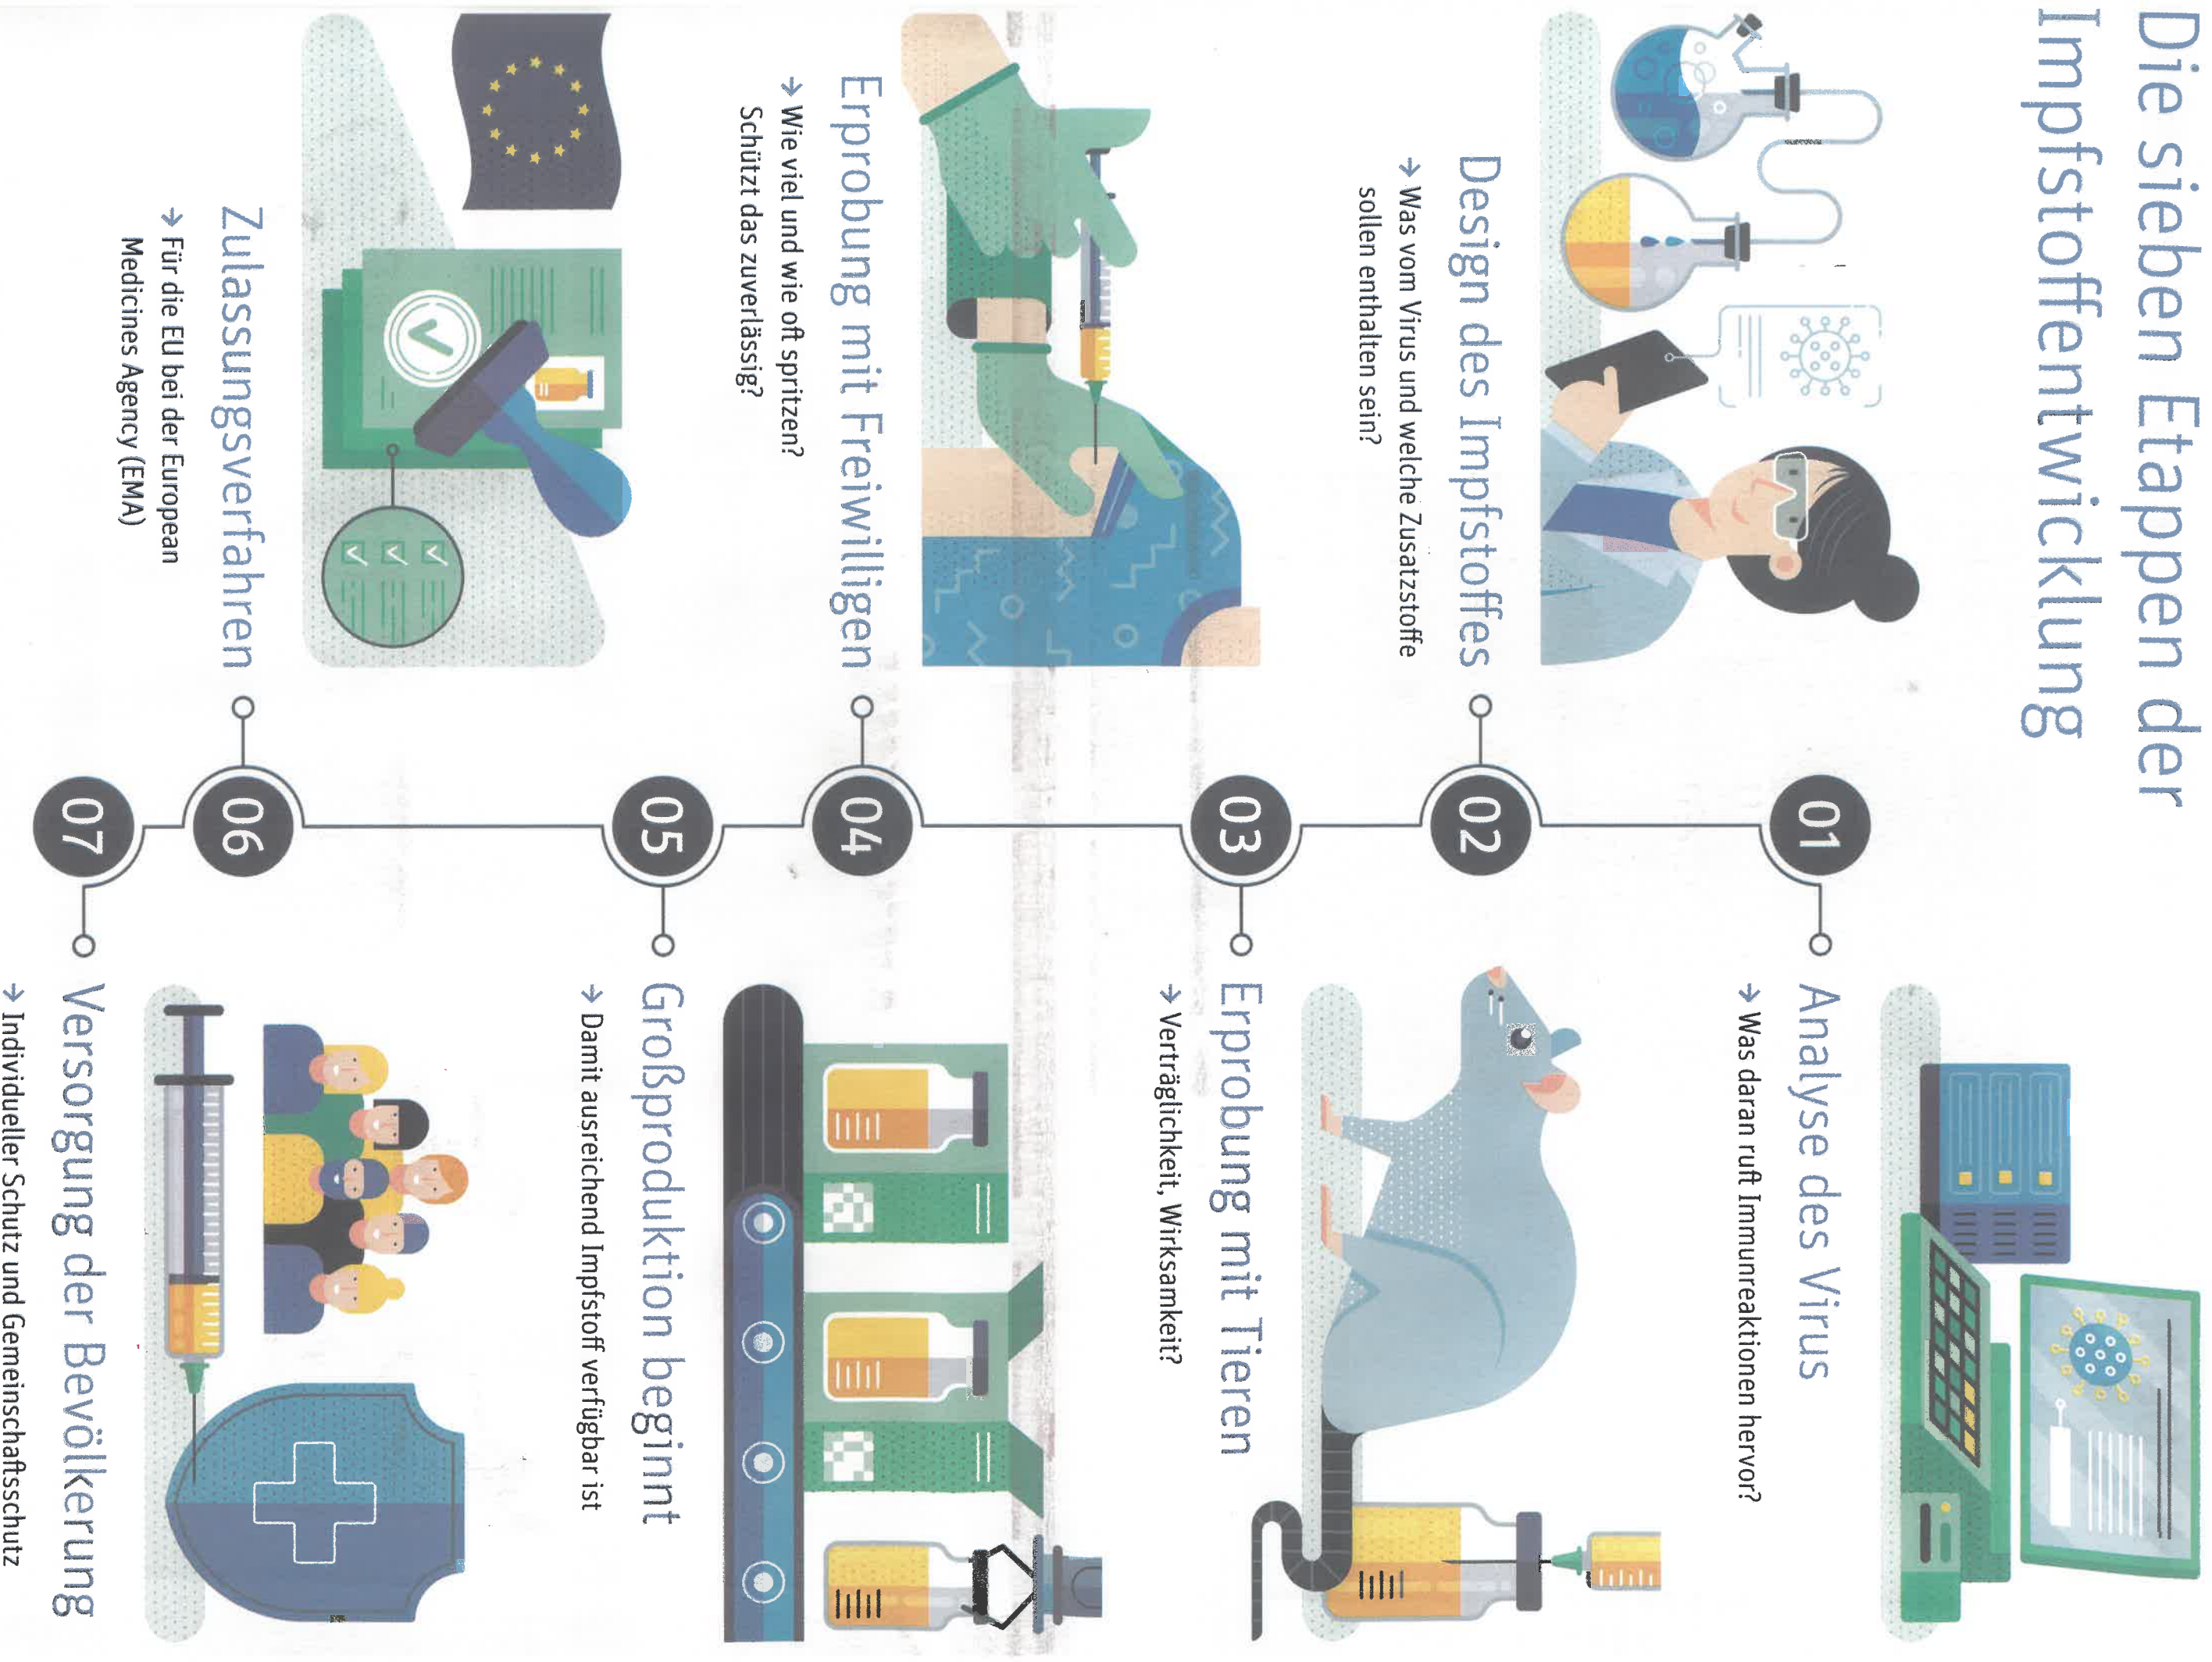 Die sieben Etappen der
Impfstoffentwicklung
01
Analyse des Virus
→ Was daran ruft Immunreaktionen hervor?
02
Design des Impfstoffes
→ Was vom Virus und welche Zusatzstoffe
sollen enthalten sein?
03
Erprobung mit Tieren
→ Verträglichkeit, Wirksamkeit?
04
Erprobung mit Freiwilligen
→ Wie viel und wie oft spritzen?
Schützt das zuverlässig?
05
Großproduktion beginnt
→ Damit ausreichend Impfstoff verfügbar ist
06
Zulassungsverfahren
→ Für die EU bei der European
Medicines Agency (EMA)
07
Versorgung der Bevölkerung
→ Individueller Schutz und Gemeinschaftsschutz